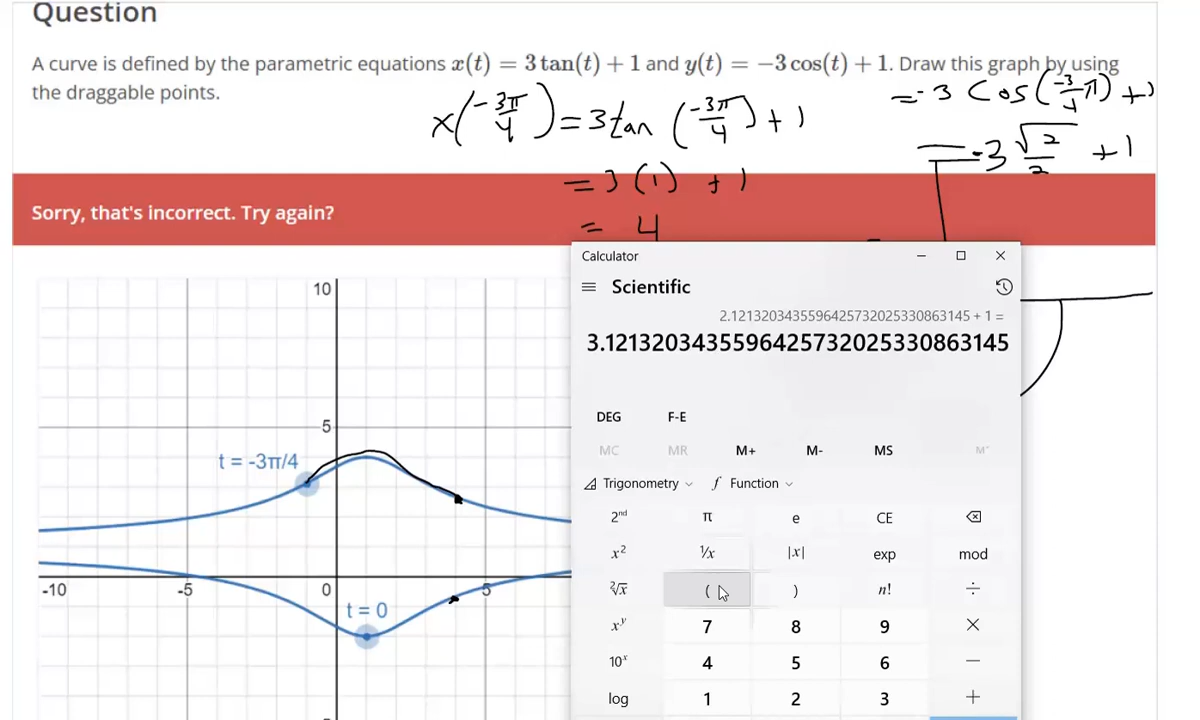 Question
A curve is defined by the parametric equations x(t) = 3 tan(t) + 1 and y(t) = −3 cos(t) + 1. Draw this graph by using
the draggable points.
x(-3π/4) = 3tan(-3π/4) + 1
= 3(1) + 1
= 4
= -3 Cos(-3/4 π) + 1
= -3 √2/2 + 1
Sorry, that's incorrect. Try again?
10
5
t = -3π/4
-10
-5
0
5
t = 0
Calculator
Scientific
2.1213203435596425732025330863145 + 1 =
3.1213203435596425732025330863145
DEG F-E
MC MR M+ M- MS M˅
Trigonometry f Function
2nd π e CE
x² ¹/x |x| exp mod
²√x ( ) n! ÷
xʸ 7 8 9 ×
10ˣ 4 5 6 −
log 1 2 3 +